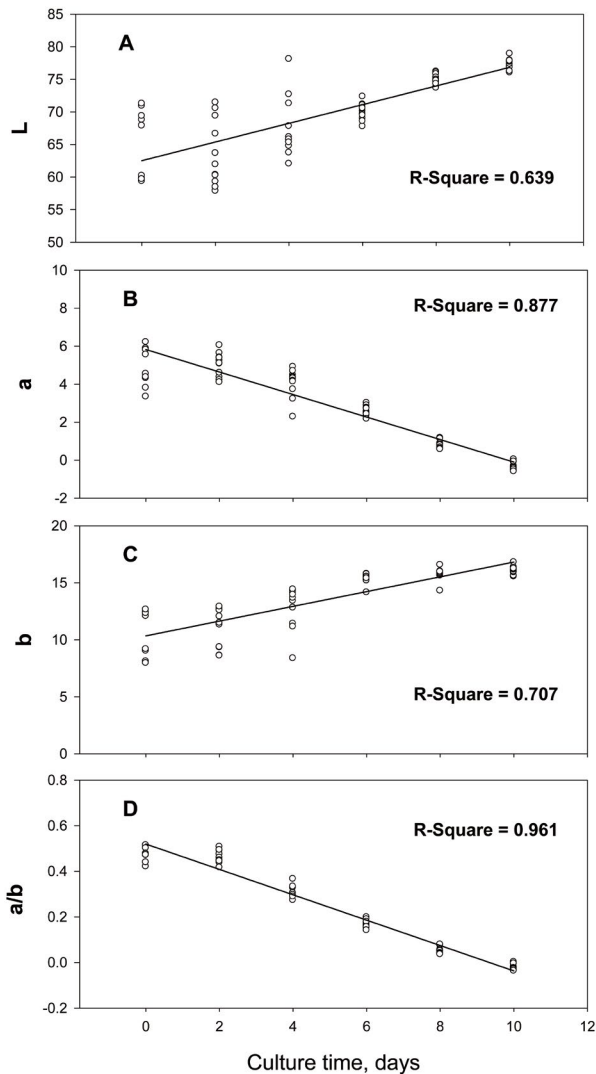 A
85
80
75
70
65
60
55
50
L
R-Square = 0.639
B
10
8
6
4
2
0
-2
a
R-Square = 0.877
C
20
15
10
5
0
b
R-Square = 0.707
D
0.8
0.6
0.4
0.2
0.0
-0.2
a/b
R-Square = 0.961
0 2 4 6 8 10 12
Culture time, days